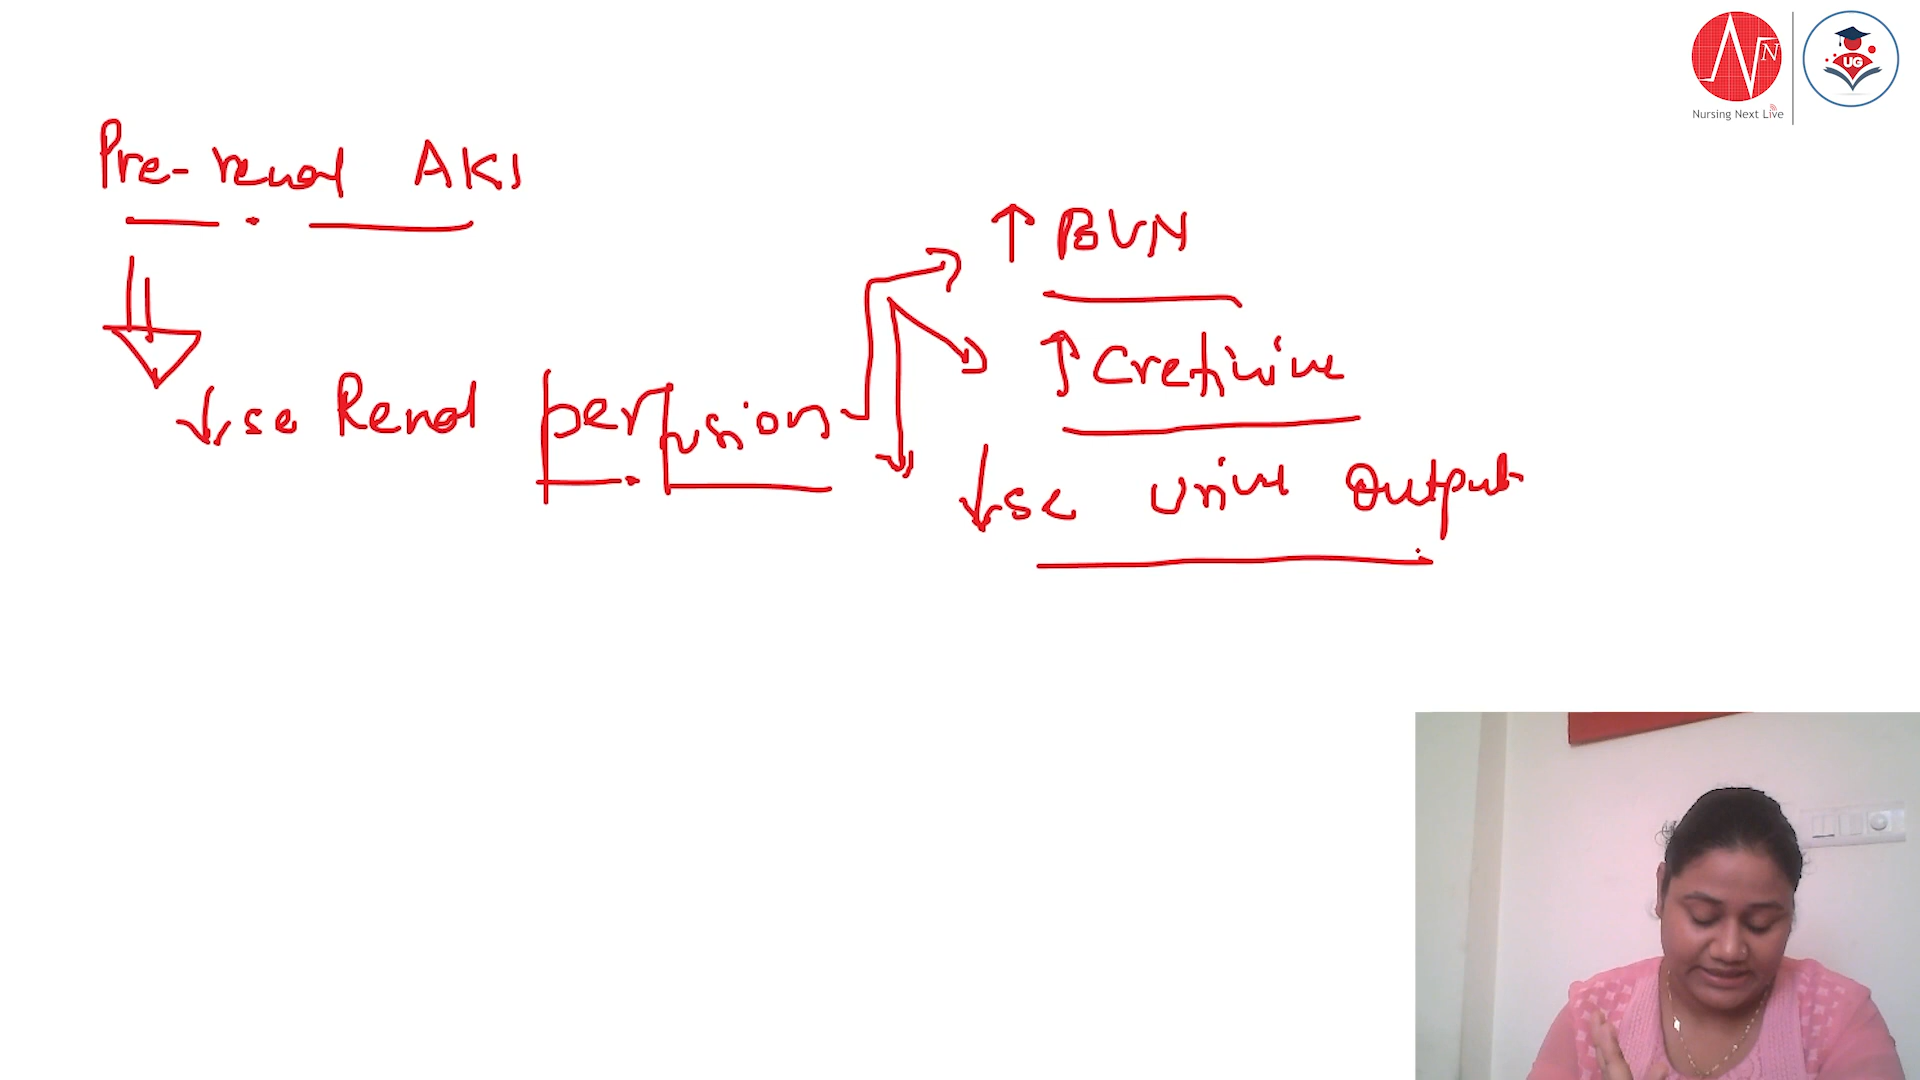 Nursing Next Live
UG
Pre-renal AKI
↓se Renal perfusion
↑ BUN
↑ Cretinine
↓se urine output